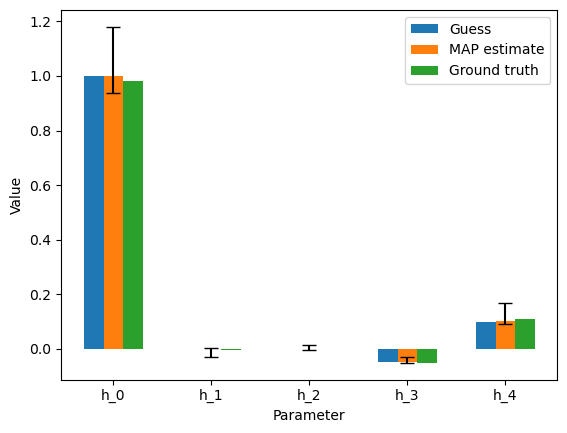 Guess
MAP estimate
Ground truth
1.2
1.0
0.8
0.6
0.4
0.2
0.0
Value
h_0 h_1 h_2 h_3 h_4
Parameter